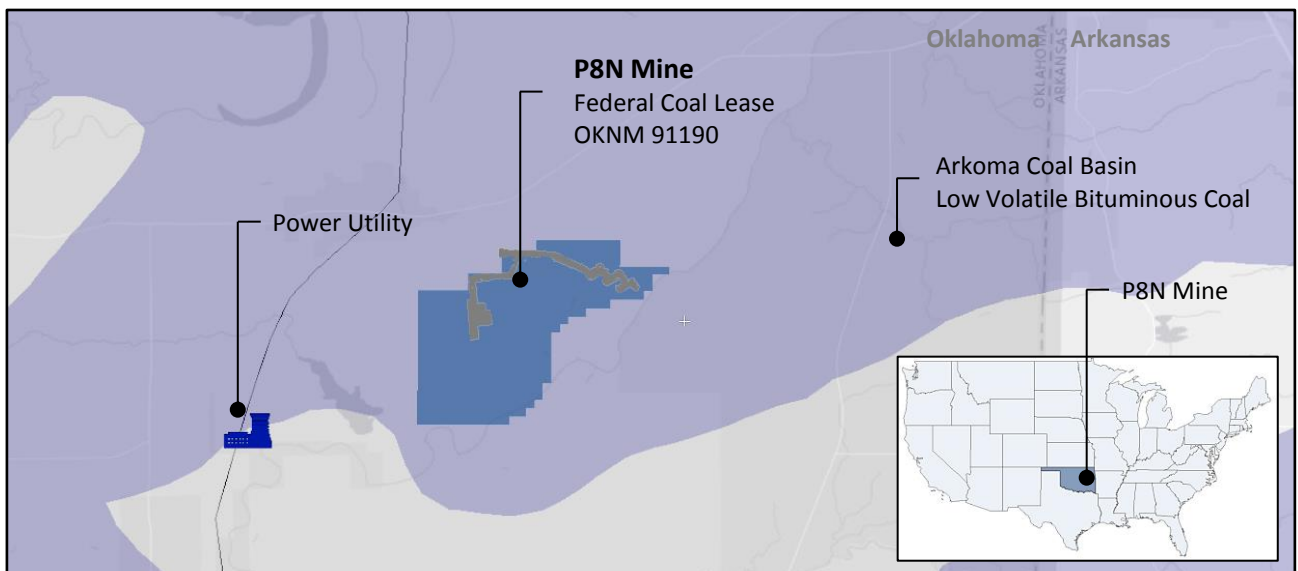 Oklahoma Arkansas
OKLAHOMA
ARKANSAS
P8N Mine
Federal Coal Lease
OKNM 91190
Arkoma Coal Basin
Low Volatile Bituminous Coal
Power Utility
P8N Mine